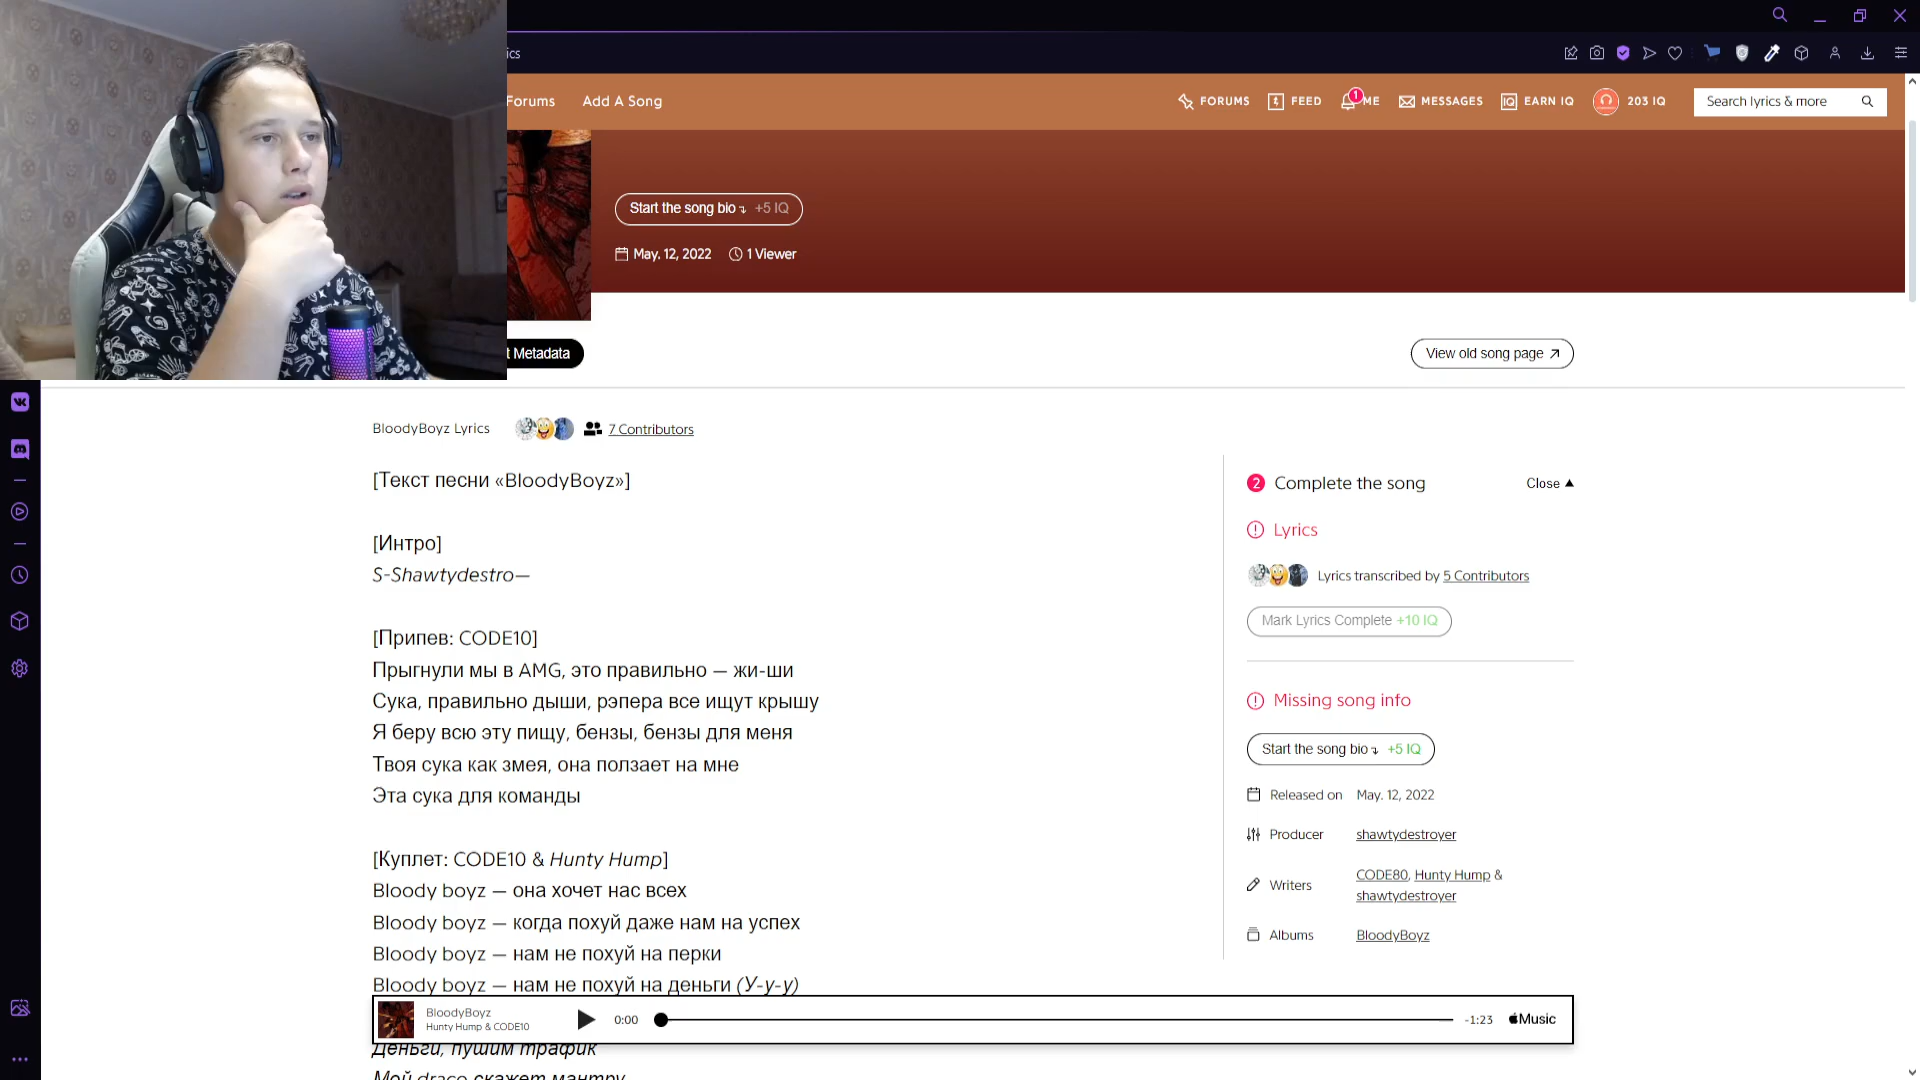 ics
Forums
Add A Song
FORUMS
FEED
1
ME
MESSAGES
EARN IQ
203 IQ
Search lyrics & more
Start the song bio +5 IQ
May. 12, 2022
1 Viewer
t Metadata
View old song page
BloodyBoyz Lyrics
7 Contributors
[Текст песни «BloodyBoyz»]
[Интро]
S-Shawtydestro—
[Припев: CODE10]
Прыгнули мы в AMG, это правильно — жи-ши
Сука, правильно дыши, рэпера все ищут крышу
Я беру всю эту пищу, бензы, бензы для меня
Твоя сука как змея, она ползает на мне
Эта сука для команды
[Куплет: CODE10 & Hunty Hump]
Bloody boyz — она хочет нас всех
Bloody boyz — когда похуй даже нам на успех
Bloody boyz — нам не похуй на перки
Bloody boyz — нам не похуй на деньги (У-у-у)
Деньги, пушим трафик
Мой draco скажет мантру
2 Complete the song
Close
Lyrics
Lyrics transcribed by 5 Contributors
Mark Lyrics Complete +10 IQ
Missing song info
Start the song bio +5 IQ
Released on May. 12, 2022
Producer shawtydestroyer
Writers CODE80, Hunty Hump &
shawtydestroyer
Albums BloodyBoyz
BloodyBoyz
Hunty Hump & CODE10
0:00
-1:23
Music